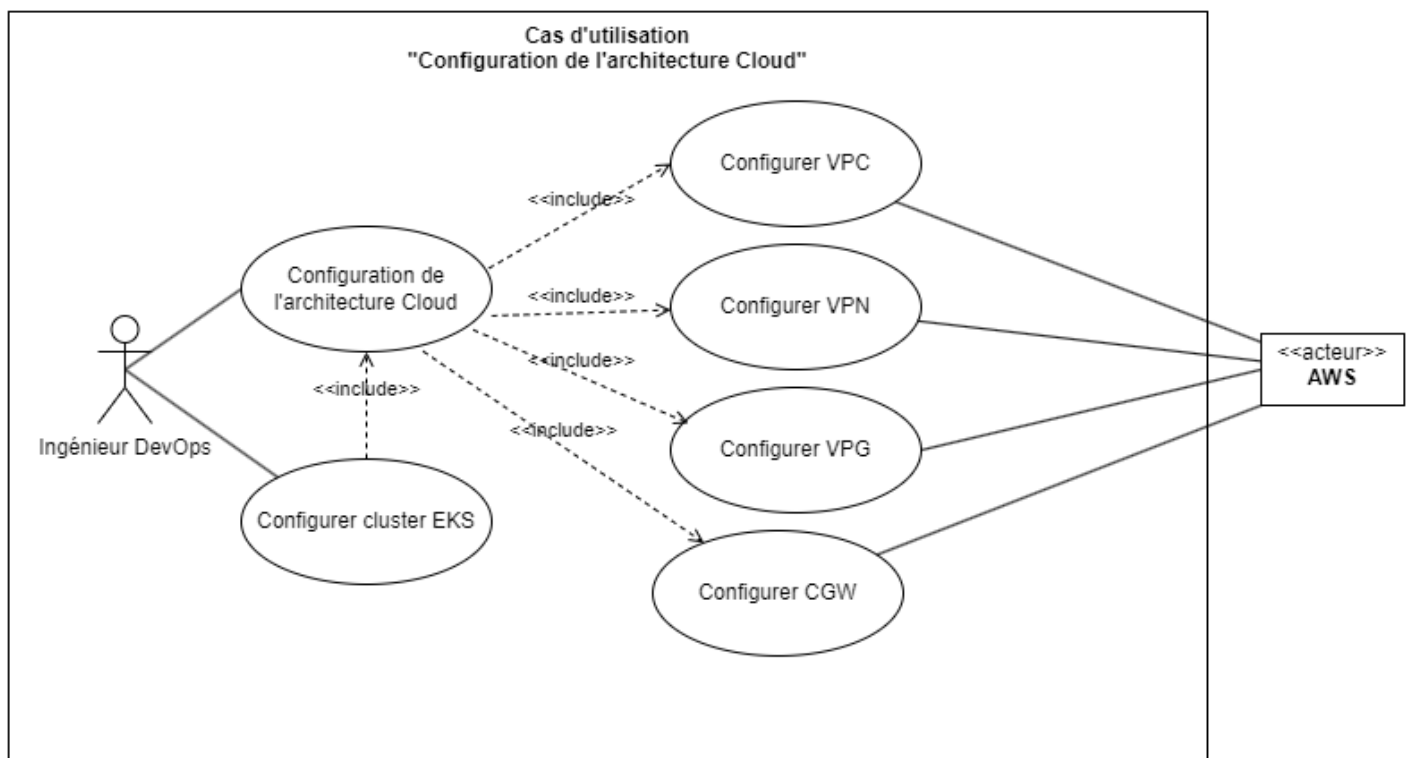 Cas d'utilisation
"Configuration de l'architecture Cloud"
Configurer VPC
<<include>>
Configuration de
l'architecture Cloud
<<include>>
Configurer VPN
<<acteur>>
AWS
<<include>>
<<include>>
<<include>>
Ingénieur DevOps
Configurer VPG
Configurer cluster EKS
Configurer CGW